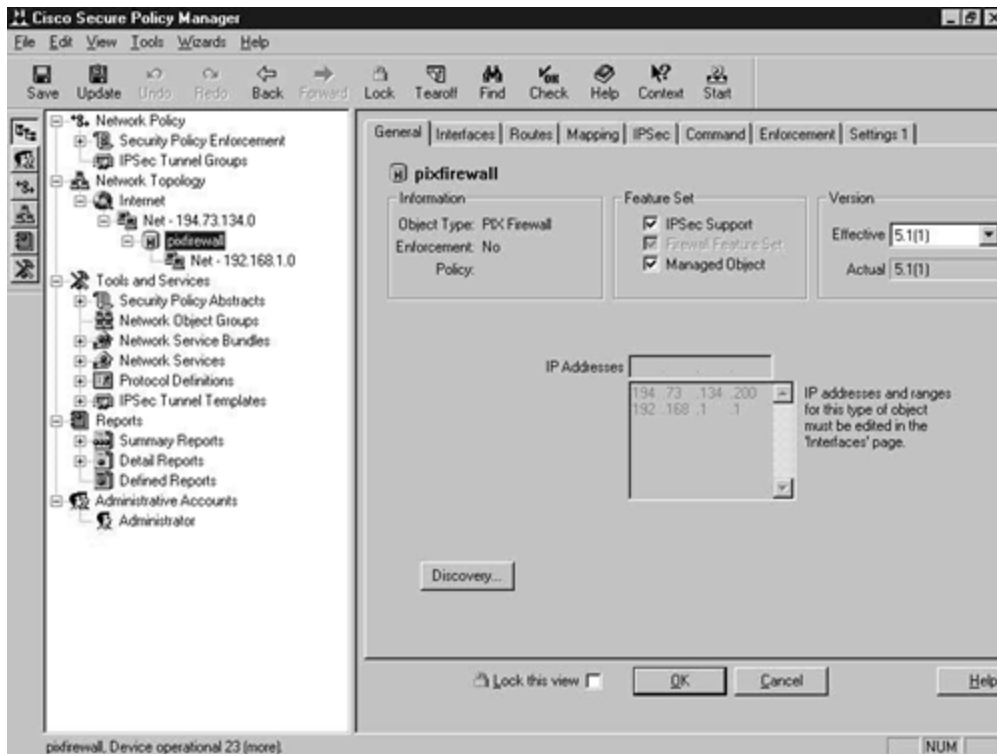 Cisco Secure Policy Manager
File Edit View Tools Wizards Help
Save Update Undo Redo Back Forward Lock Tearoff Find Check Help Context Start
Network Policy
Security Policy Enforcement
IPSec Tunnel Groups
Network Topology
Internet
Net - 194.73.134.0
pixfirewall
Net - 192.168.1.0
Tools and Services
Security Policy Abstracts
Network Object Groups
Network Service Bundles
Network Services
Protocol Definitions
IPSec Tunnel Templates
Reports
Summary Reports
Detail Reports
Defined Reports
Administrative Accounts
Administrator
General Interfaces Routes Mapping IPSec Command Enforcement Settings 1
pixfirewall
Information
Object Type: PIX Firewall
Enforcement: No
Policy:
Feature Set
IPSec Support
Firewall Feature Set
Managed Object
Version
Effective 5.1(1)
Actual 5.1(1)
IP Addresses
194 .73 .134 .200
192 .168 .1 .1
IP addresses and ranges
for this type of object
must be edited in the
'Interfaces' page.
Discovery...
Lock this view OK Cancel Help
pixfirewall, Device operational 23 (more). NUM